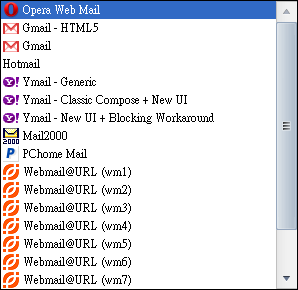 Opera Web Mail
Gmail - HTML5
Gmail
Hotmail
Ymail - Generic
Ymail - Classic Compose + New UI
Ymail - New UI + Blocking Workaround
2000 Mail2000
PChome Mail
Webmail@URL (wm1)
Webmail@URL (wm2)
Webmail@URL (wm3)
Webmail@URL (wm4)
Webmail@URL (wm5)
Webmail@URL (wm6)
Webmail@URL (wm7)